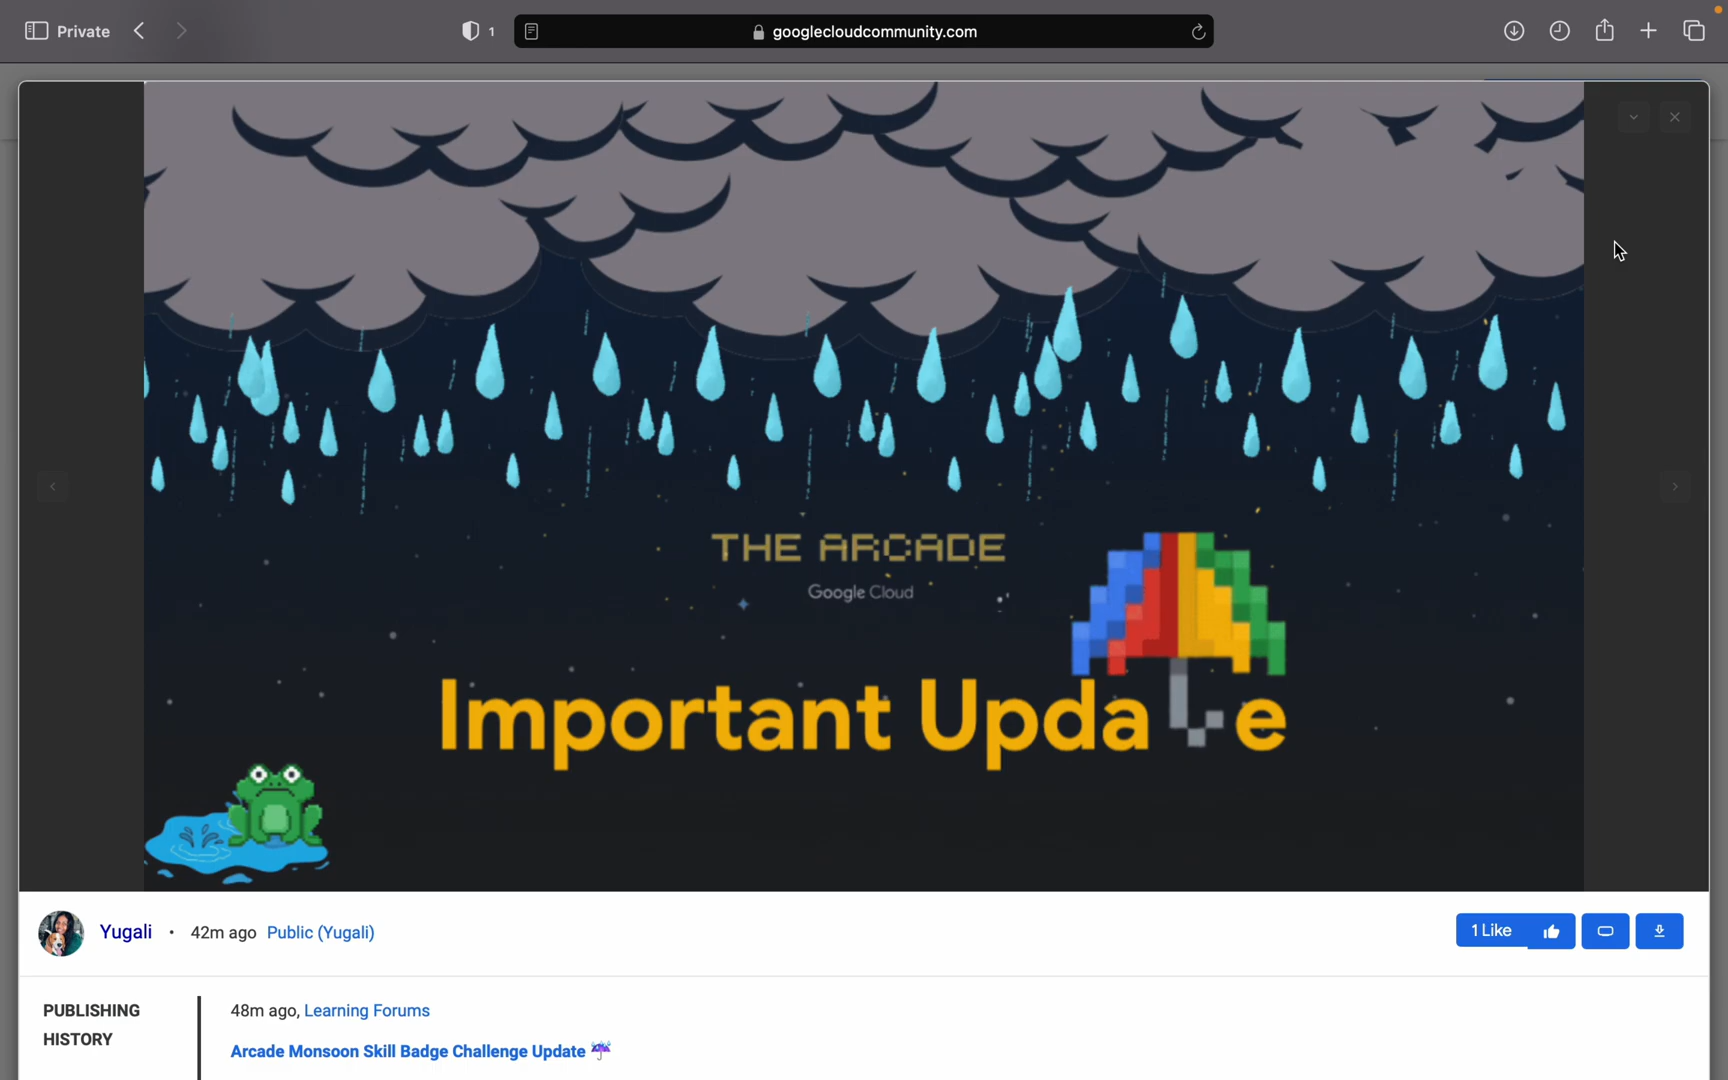 Private
1
googlecloudcommunity.com
THE ARCADE
Google Cloud
Important Update
Yugali • 42m ago Public (Yugali)
1 Like
PUBLISHING HISTORY
48m ago, Learning Forums
Arcade Monsoon Skill Badge Challenge Update ☔